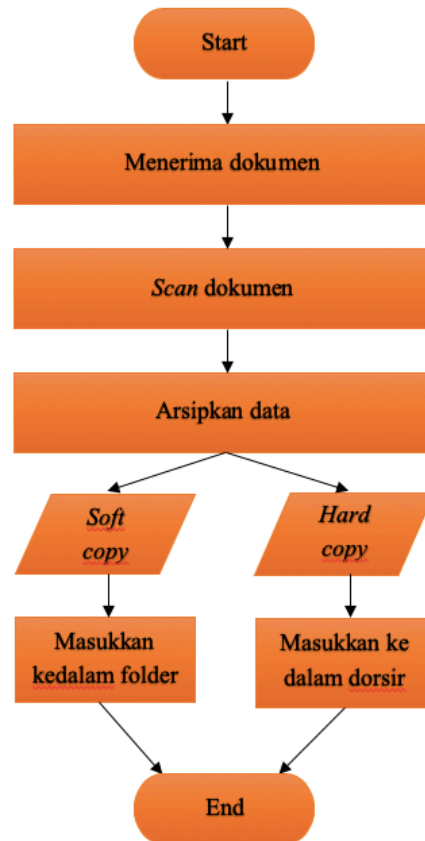 Start
Menerima dokumen
Scan dokumen
Arsipkan data
Soft
copy
Hard
copy
Masukkan
kedalam folder
Masukkan ke
dalam dorsir
End